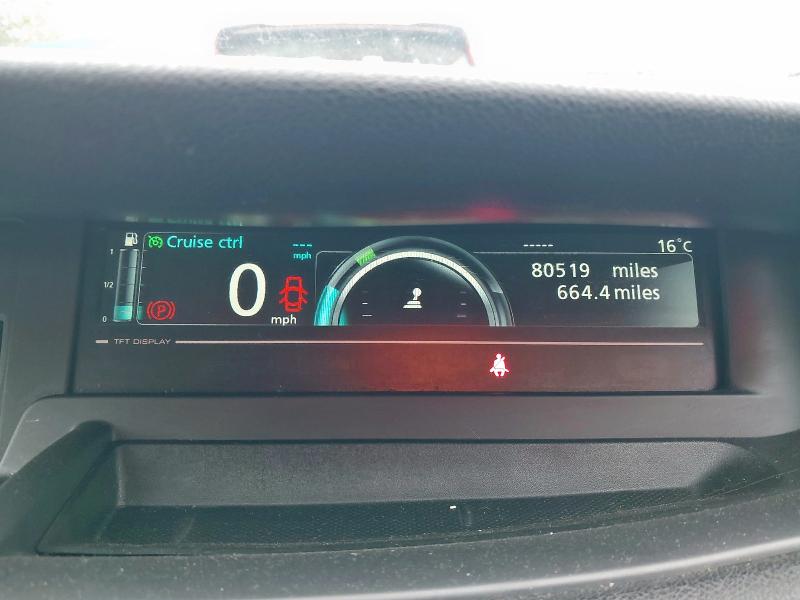 Cruise ctrl
---
mph
-----
16°C
1
1/2
0
0
mph
P
80519 miles
664.4 miles
TFT DISPLAY